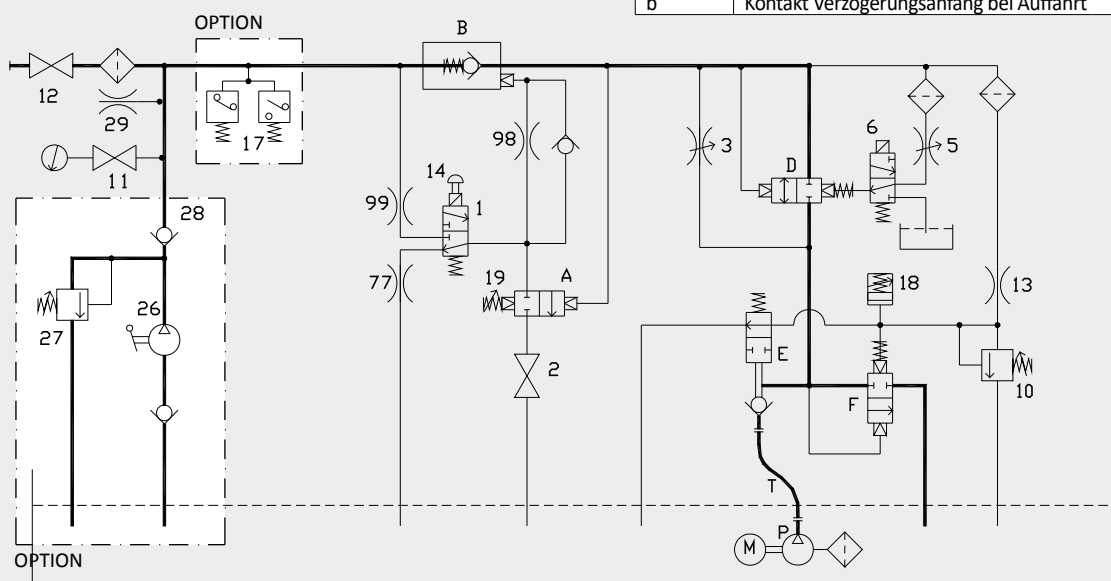 b Kontakt Verzögerungsanfang bei Auffahrt
OPTION
B
12
29
17
98
3
6
5
11
14
D
99
1
28
19
A
18
13
77
26
27
E
2
F
10
T
P
M
OPTION